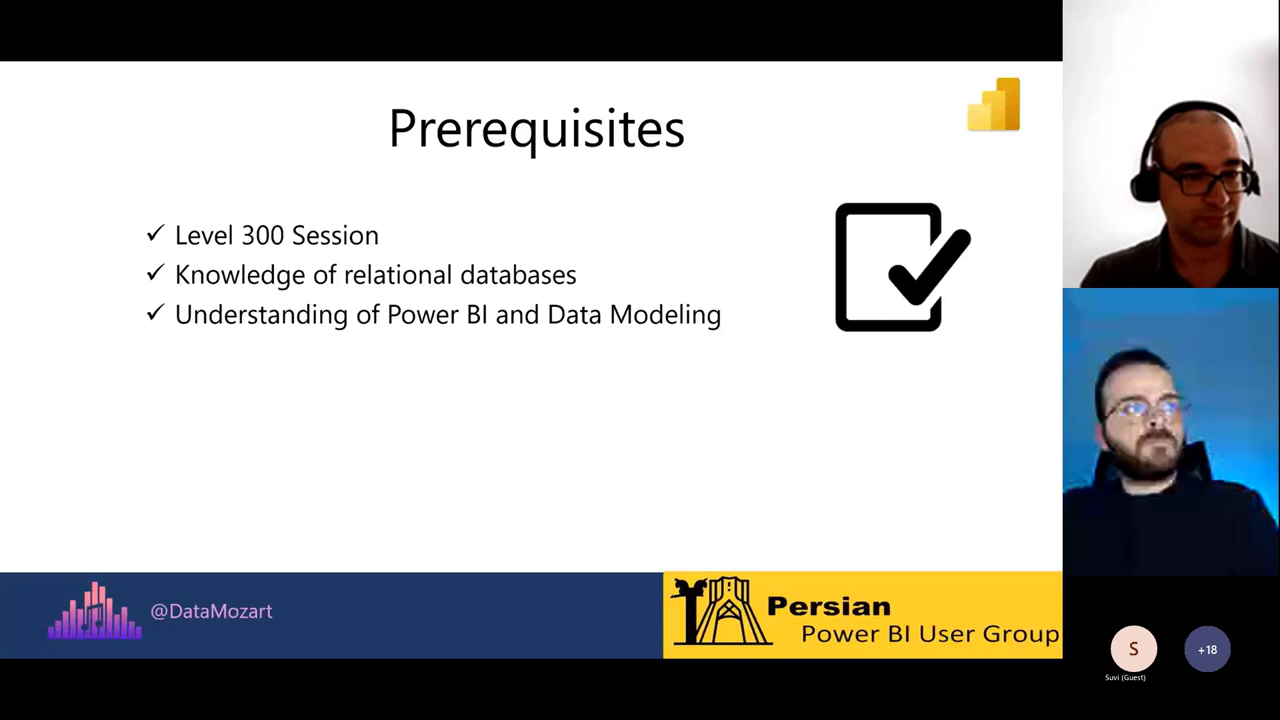 Prerequisites
✓ Level 300 Session
✓ Knowledge of relational databases
✓ Understanding of Power BI and Data Modeling
@DataMozart
Persian
Power BI User Group
S
+18
Suvi (Guest)